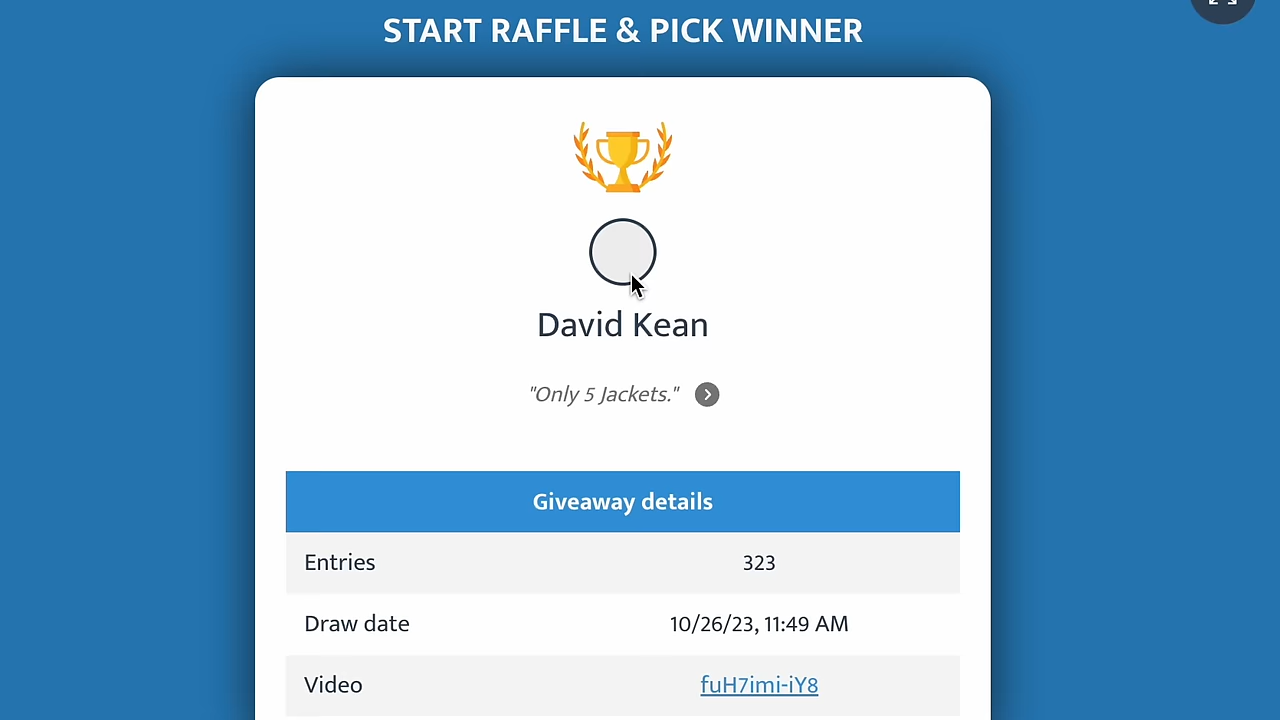 START RAFFLE & PICK WINNER
David Kean
"Only 5 Jackets."
Giveaway details
Entries 323
Draw date 10/26/23, 11:49 AM
Video fuH7imi-iY8